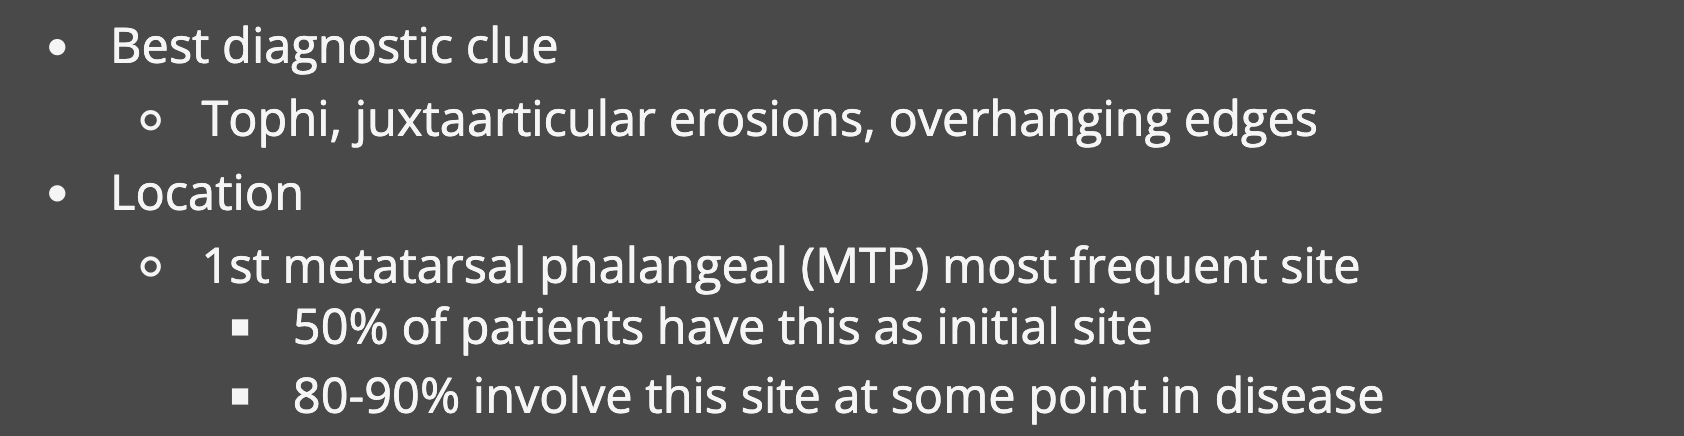 • Best diagnostic clue
○ Tophi, juxtaarticular erosions, overhanging edges
• Location
○ 1st metatarsal phalangeal (MTP) most frequent site
▪ 50% of patients have this as initial site
▪ 80-90% involve this site at some point in disease